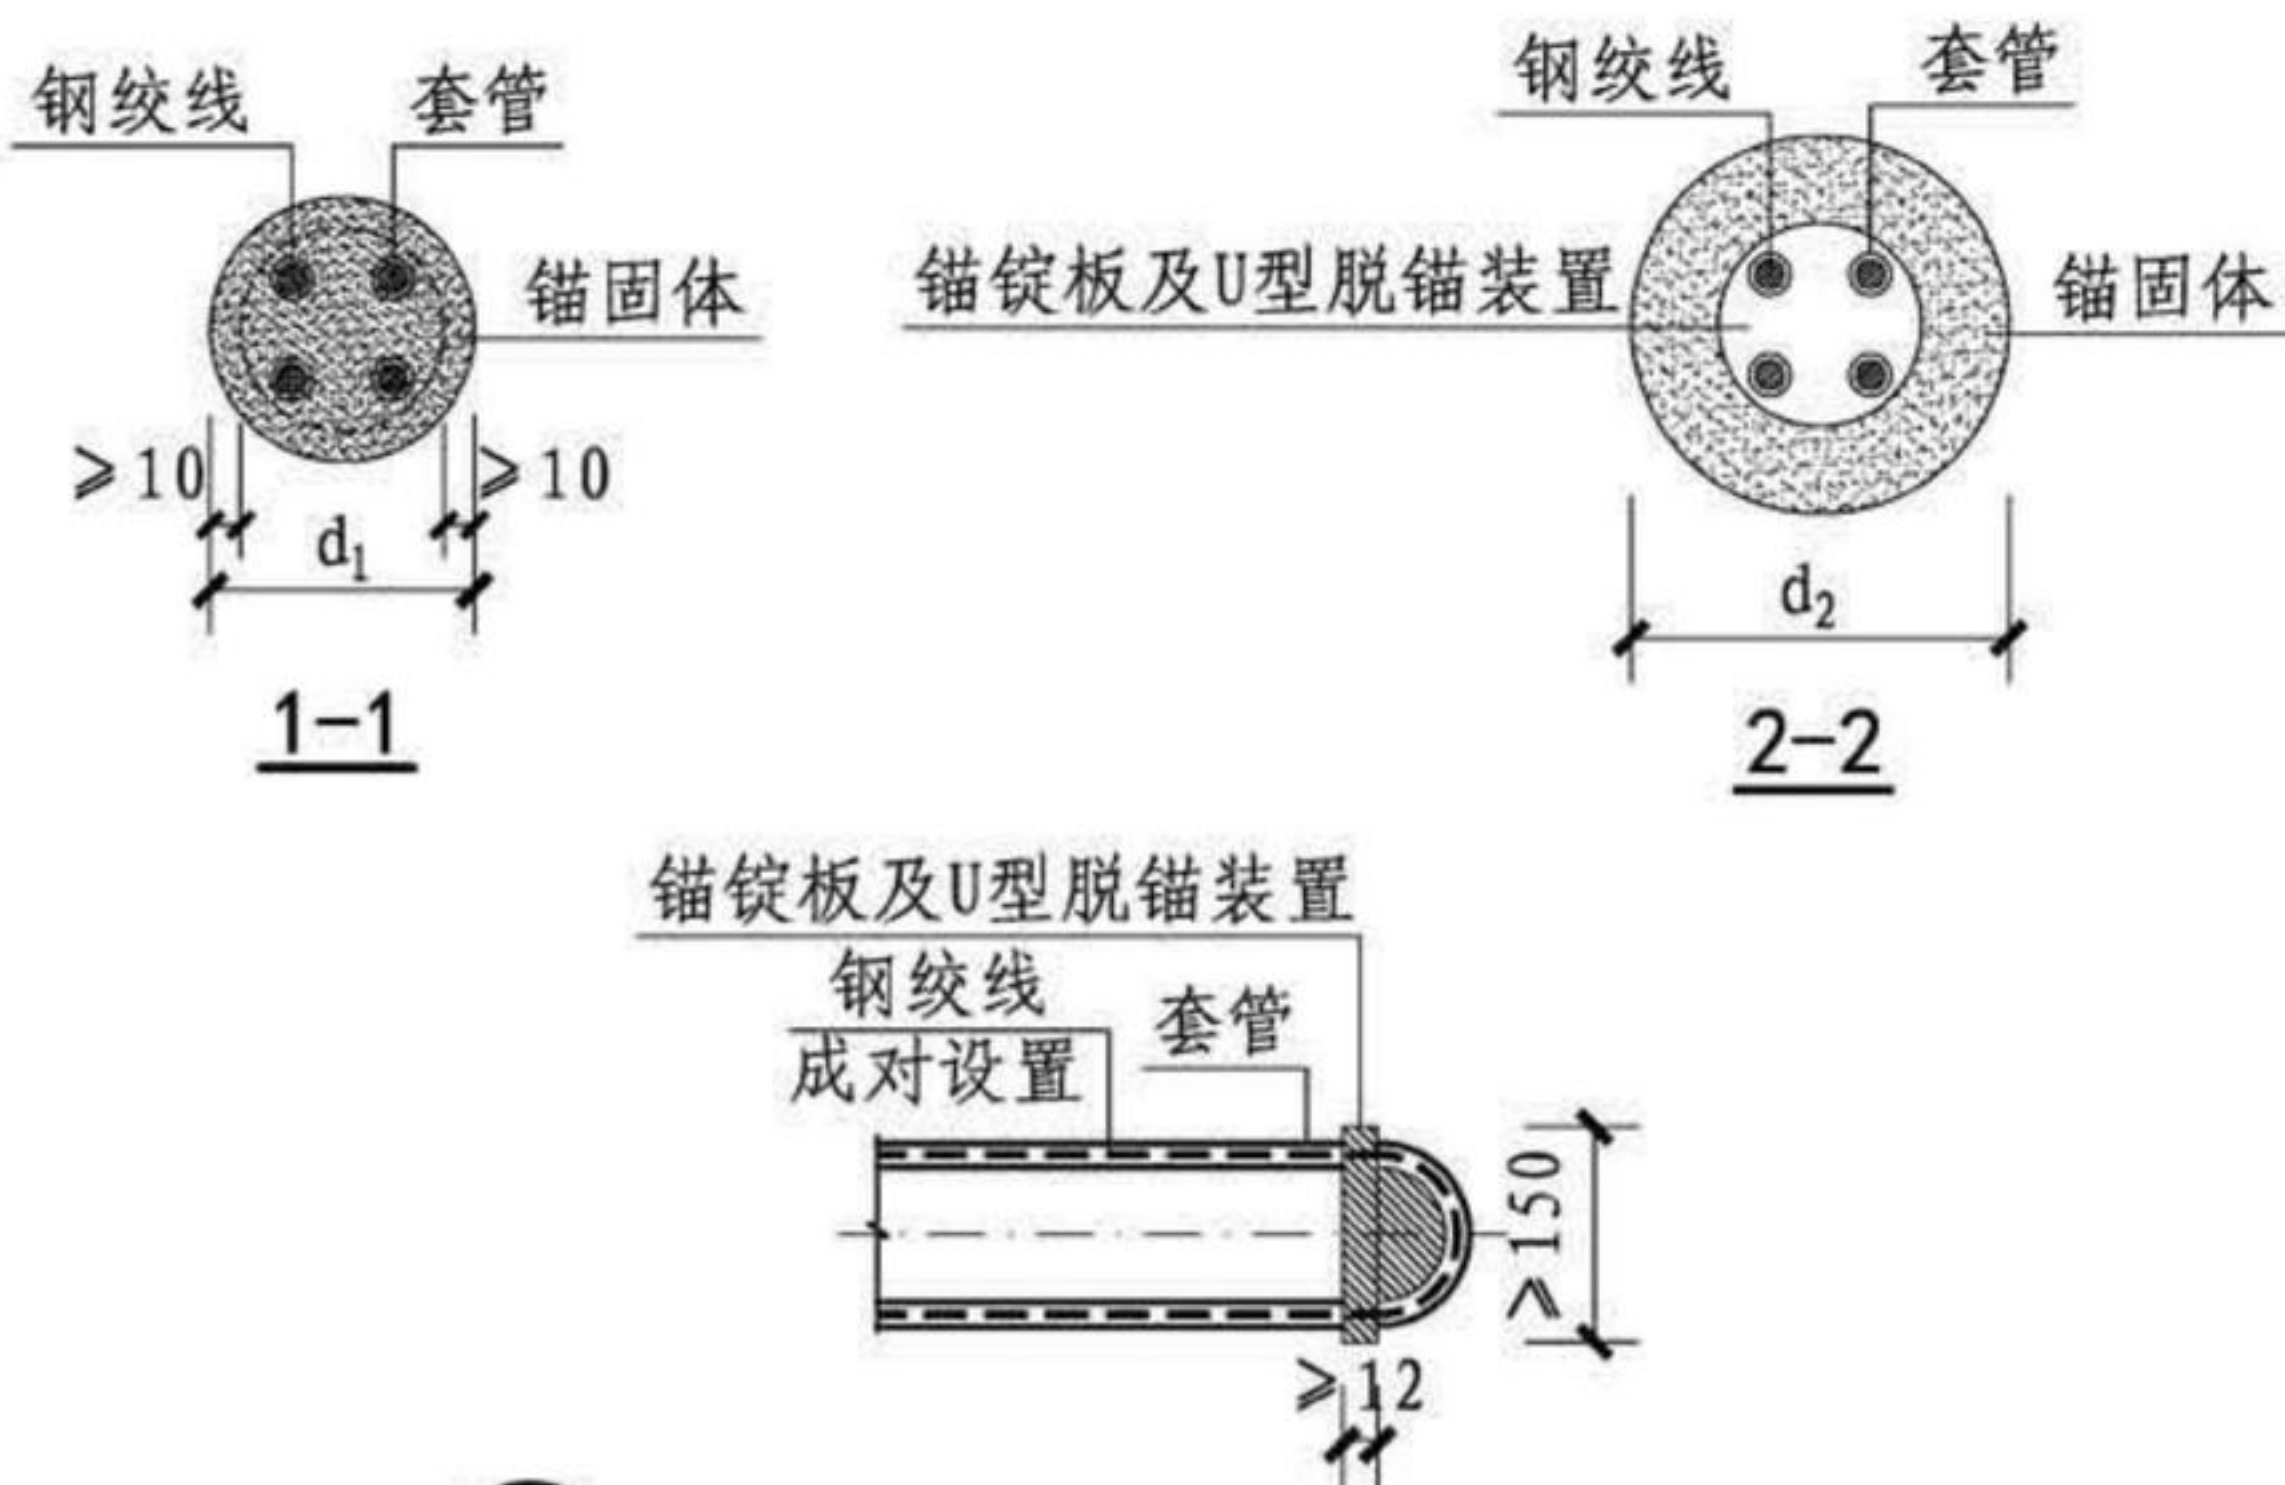 钢绞线
套管
锚固体
≥10
≥10
d₁
1-1
钢绞线
套管
锚锭板及U型脱锚装置
锚固体
d₂
2-2
锚锭板及U型脱锚装置
钢绞线
成对设置
套管
≥150
≥12